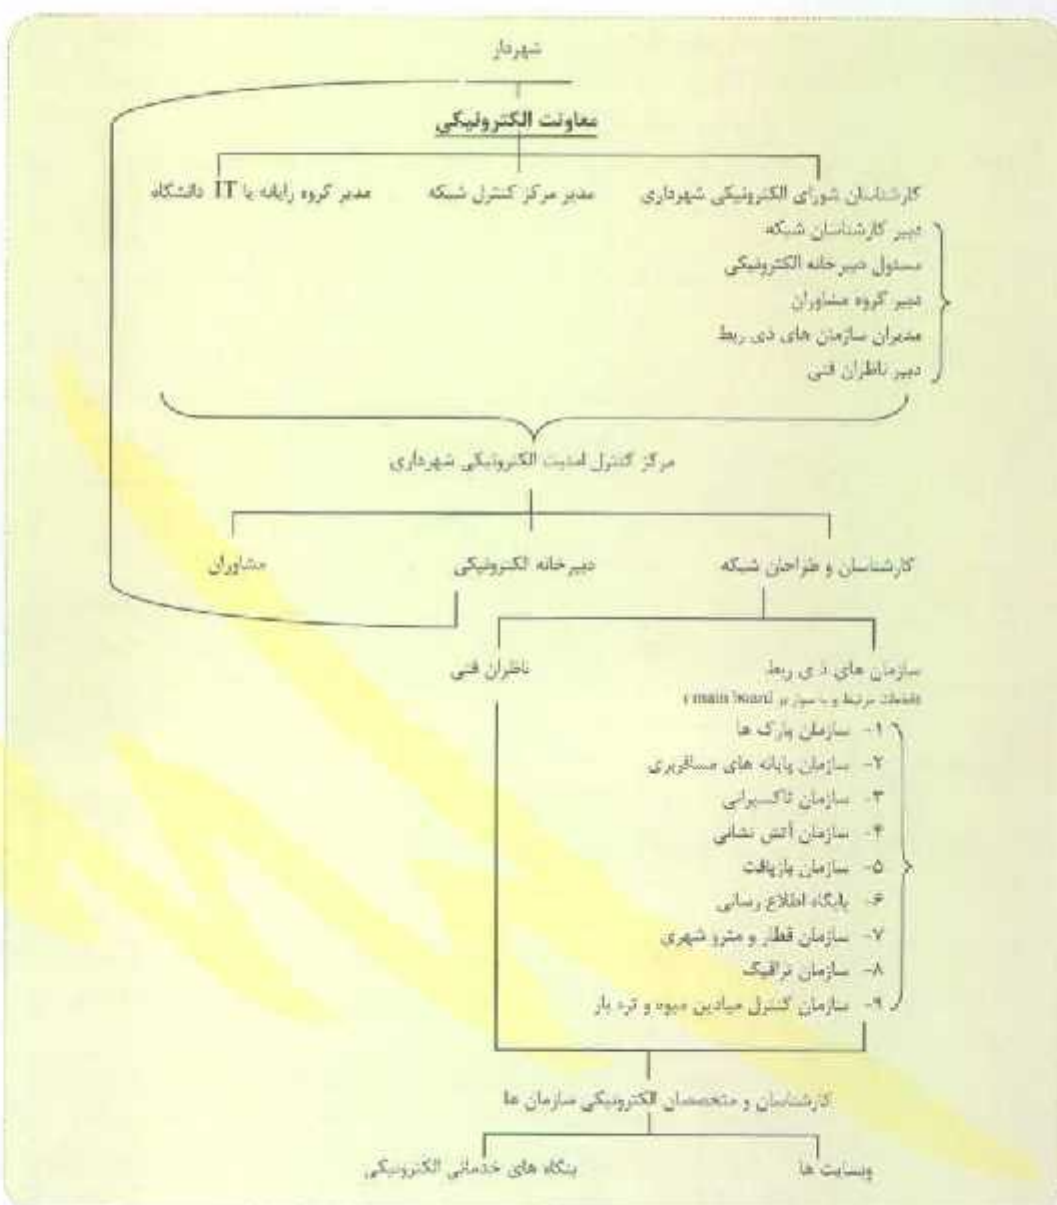 شهردار
معاونت الکترونیکی
کارشناسان شورای الکترونیکی شهرداری
مدیر مرکز کنترل شبکه
مدیر گروه رایانه یا IT دانشگاه
دبیر کارشناسان شبکه
مسئول دبیرخانه الکترونیکی
دبیر گروه مشاوران
مدیران سازمان های ذی ربط
دبیر ناظران فنی
مرکز کنترل امنیت الکترونیکی شهرداری
کارشناسان و طراحان شبکه
دبیرخانه الکترونیکی
مشاوران
سازمان های ذ ی ربط
ناظران فنی
مرتبط و main board
۱- سازمان پارک ها
۲- سازمان پایانه های مسافربری
۳- سازمان تاکسیرانی
۴- سازمان آتش نشانی
۵- سازمان بازیافت
۶- پایگاه اطلاع رسانی
۷- سازمان قطار و مترو شهری
۸- سازمان ترافیک
۹- سازمان کنترل میادین میوه و تره بار
کارشناسان و متخصصان الکترونیکی سازمان ها
وبسایت ها
بنگاه های خدماتی الکترونیکی